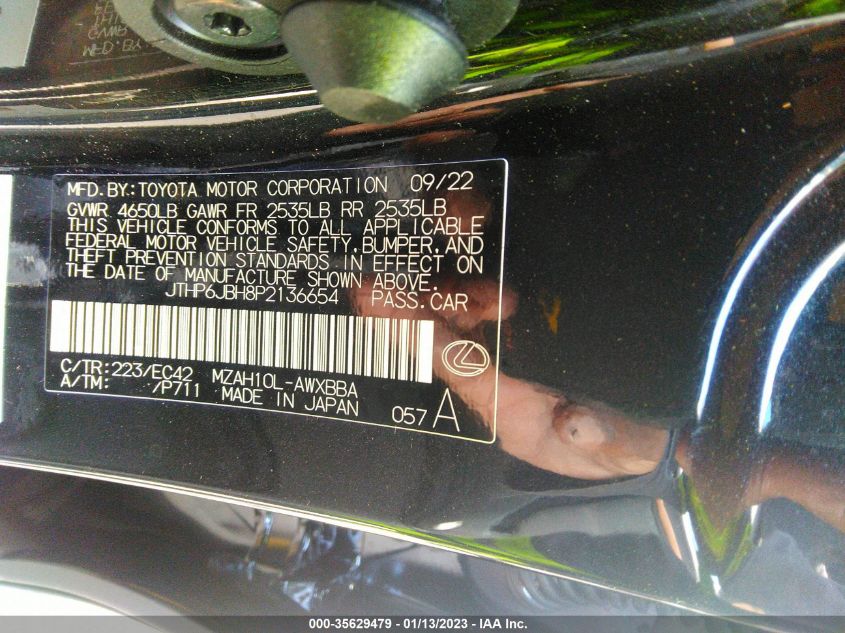 MFD. BY: TOYOTA MOTOR CORPORATION 09/22
GVWR 4650LB GAWR FR 2535LB RR 2535LB
THIS VEHICLE CONFORMS TO ALL APPLICABLE
FEDERAL MOTOR VEHICLE SAFETY, BUMPER, AND
THEFT PREVENTION STANDARDS IN EFFECT ON
THE DATE OF MANUFACTURE SHOWN ABOVE.
JTHP6JBH8P2136654 PASS. CAR
C/TR: 223/EC42 MZAH10L-AWXBBA
A/TM: /P711 MADE IN JAPAN 057 A
000-35629479 - 01/13/2023 - IAA Inc.